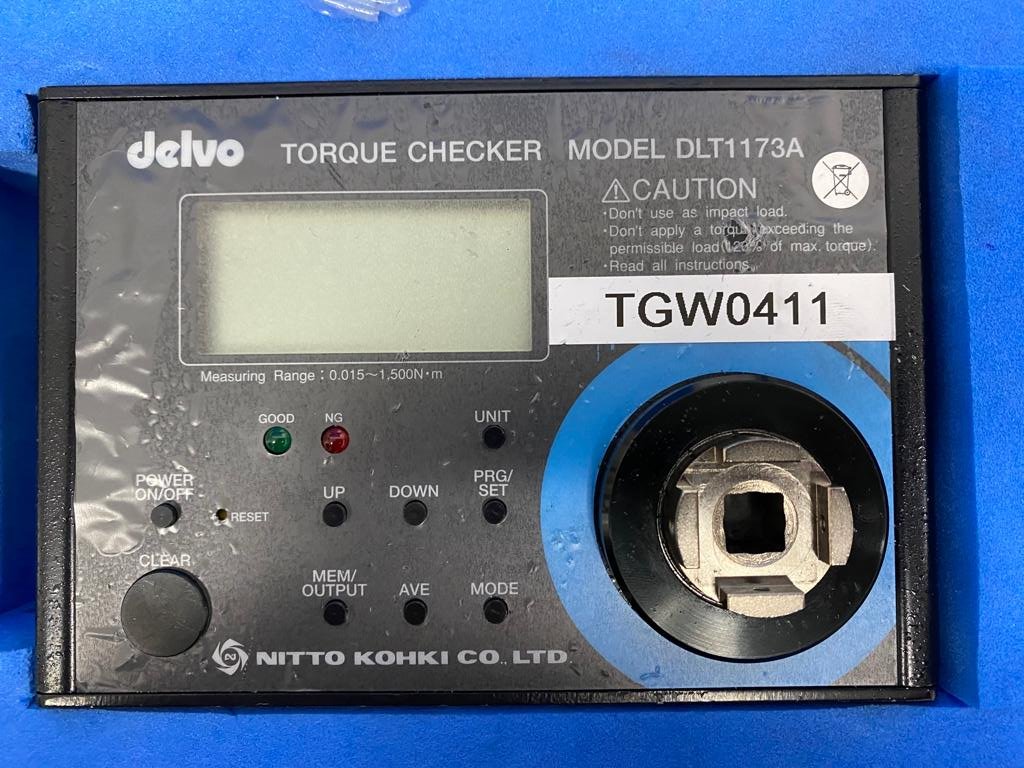 delvo TORQUE CHECKER MODEL DLT1173A
⚠CAUTION
・Don't use as impact load.
・Don't apply a torque exceeding the
permissible load(120% of max. torque).
・Read all instructions.
TGW0411
Measuring Range : 0.015～1,500N・m
GOOD NG UNIT
POWER
ON/OFF
RESET
UP DOWN PRG/
SET
CLEAR
MEM/
OUTPUT
AVE MODE
NITTO KOHKI CO., LTD.